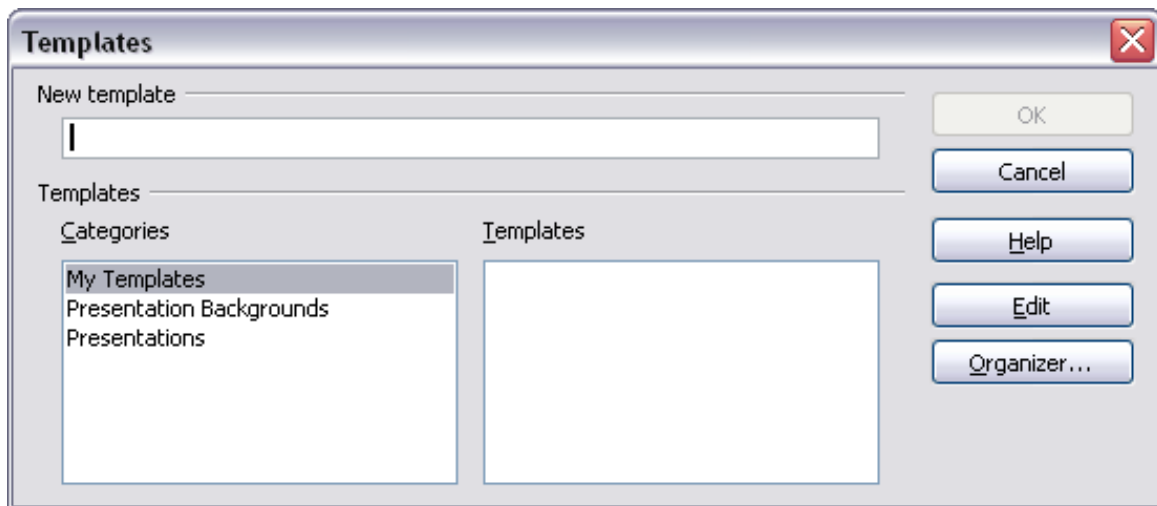 Templates
New template
OK
Cancel
Templates
Categories
Templates
Help
My Templates
Presentation Backgrounds
Presentations
Edit
Organizer...